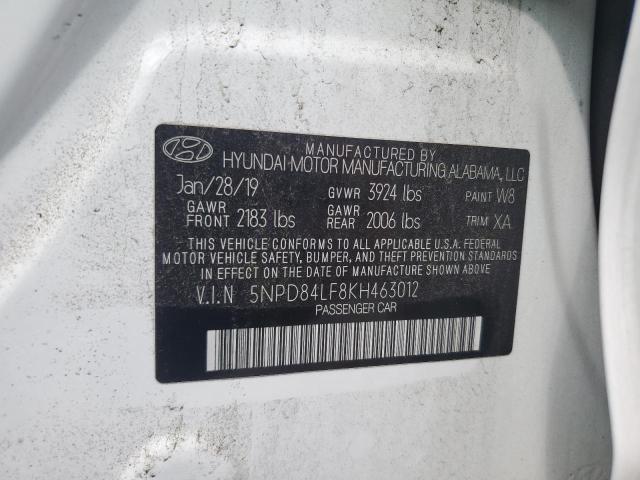 MANUFACTURED BY
HYUNDAI MOTOR MANUFACTURING ALABAMA, LLC
Jan/28/19 GVWR 3924 lbs PAINT W8
GAWR FRONT 2183 lbs GAWR REAR 2006 lbs TRIM XA
THIS VEHICLE CONFORMS TO ALL APPLICABLE U.S.A. FEDERAL
MOTOR VEHICLE SAFETY, BUMPER, AND THEFT PREVENTION
STANDARDS IN EFFECT ON THE DATE OF MANUFACTURE SHOWN ABOVE.
V.I.N 5NPD84LF8KH463012
PASSENGER CAR